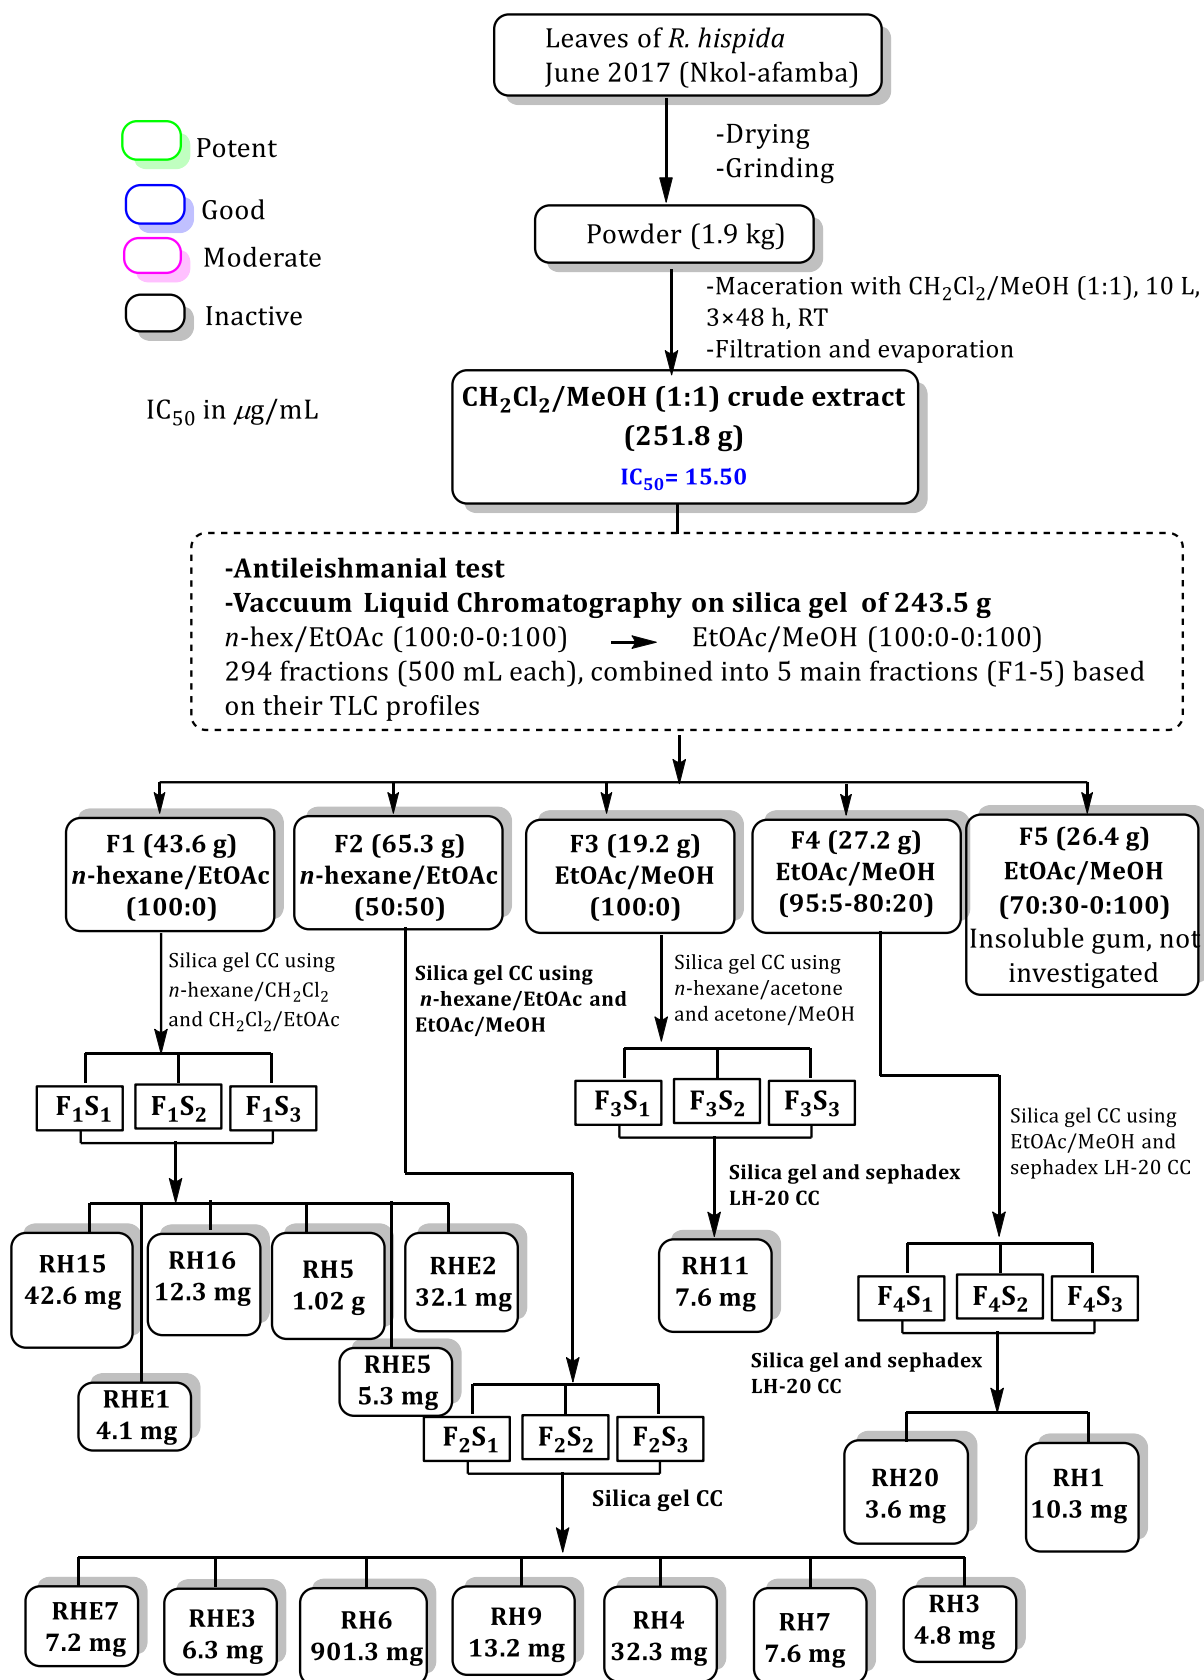 Leaves of R. hispida
June 2017 (Nkol-afamba)
-Drying
-Grinding
Potent
Good
Moderate
Inactive
IC50 in µg/mL
Powder (1.9 kg)
-Maceration with CH2Cl2/MeOH (1:1), 10 L,
3×48 h, RT
-Filtration and evaporation
CH2Cl2/MeOH (1:1) crude extract
(251.8 g)
IC50= 15.50
-Antileishmanial test
-Vaccuum Liquid Chromatography on silica gel of 243.5 g
n-hex/EtOAc (100:0-0:100) → EtOAc/MeOH (100:0-0:100)
294 fractions (500 mL each), combined into 5 main fractions (F1-5) based
on their TLC profiles
F1 (43.6 g)
n-hexane/EtOAc
(100:0)
F2 (65.3 g)
n-hexane/EtOAc
(50:50)
F3 (19.2 g)
EtOAc/MeOH
(100:0)
F4 (27.2 g)
EtOAc/MeOH
(95:5-80:20)
F5 (26.4 g)
EtOAc/MeOH
(70:30-0:100)
Insoluble gum, not
investigated
Silica gel CC using
n-hexane/CH2Cl2
and CH2Cl2/EtOAc
Silica gel CC using
n-hexane/EtOAc and
EtOAc/MeOH
Silica gel CC using
n-hexane/acetone
and acetone/MeOH
Silica gel CC using
EtOAc/MeOH and
sephadex LH-20 CC
F1S1
F1S2
F1S3
F3S1
F3S2
F3S3
Silica gel and sephadex
LH-20 CC
RH15
42.6 mg
RH16
12.3 mg
RH5
1.02 g
RHE2
32.1 mg
RH11
7.6 mg
F4S1
F4S2
F4S3
RHE1
4.1 mg
RHE5
5.3 mg
Silica gel and sephadex
LH-20 CC
F2S1
F2S2
F2S3
Silica gel CC
RH20
3.6 mg
RH1
10.3 mg
RHE7
7.2 mg
RHE3
6.3 mg
RH6
901.3 mg
RH9
13.2 mg
RH4
32.3 mg
RH7
7.6 mg
RH3
4.8 mg